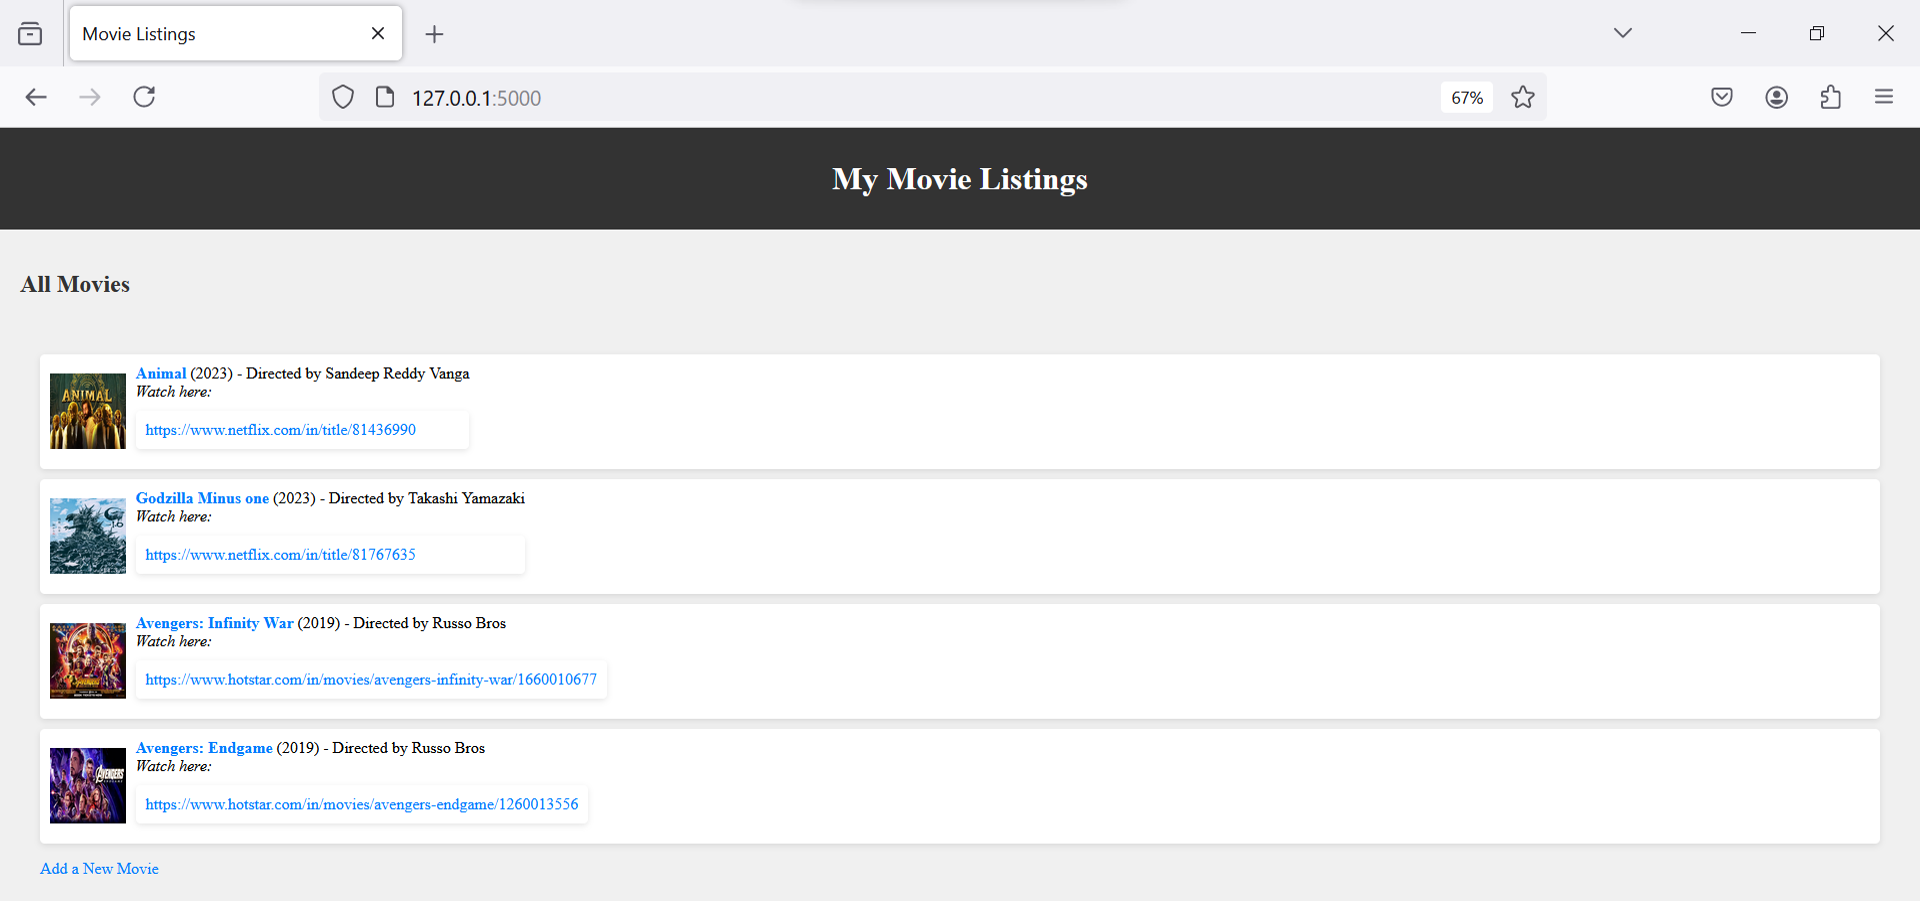 Movie Listings
127.0.0.1:5000
67%
My Movie Listings
All Movies
ANIMAL
Animal (2023) - Directed by Sandeep Reddy Vanga
Watch here:
https://www.netflix.com/in/title/81436990
Godzilla Minus one (2023) - Directed by Takashi Yamazaki
Watch here:
https://www.netflix.com/in/title/81767635
Avengers: Infinity War (2019) - Directed by Russo Bros
Watch here:
https://www.hotstar.com/in/movies/avengers-infinity-war/1660010677
AVENGERS
Avengers: Endgame (2019) - Directed by Russo Bros
Watch here:
https://www.hotstar.com/in/movies/avengers-endgame/1260013556
Add a New Movie